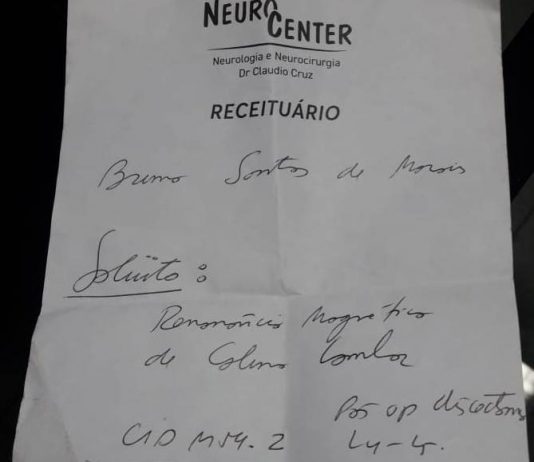 NEURO
CENTER
Neurologia e Neurocirurgia
Dr Claudio Cruz
RECEITUÁRIO
Bruno Santos de Morais
Solicito:
Ressonância Magnética
de Coluna Lombar
Pós op discectomia
CID M54.2 L4-L5.